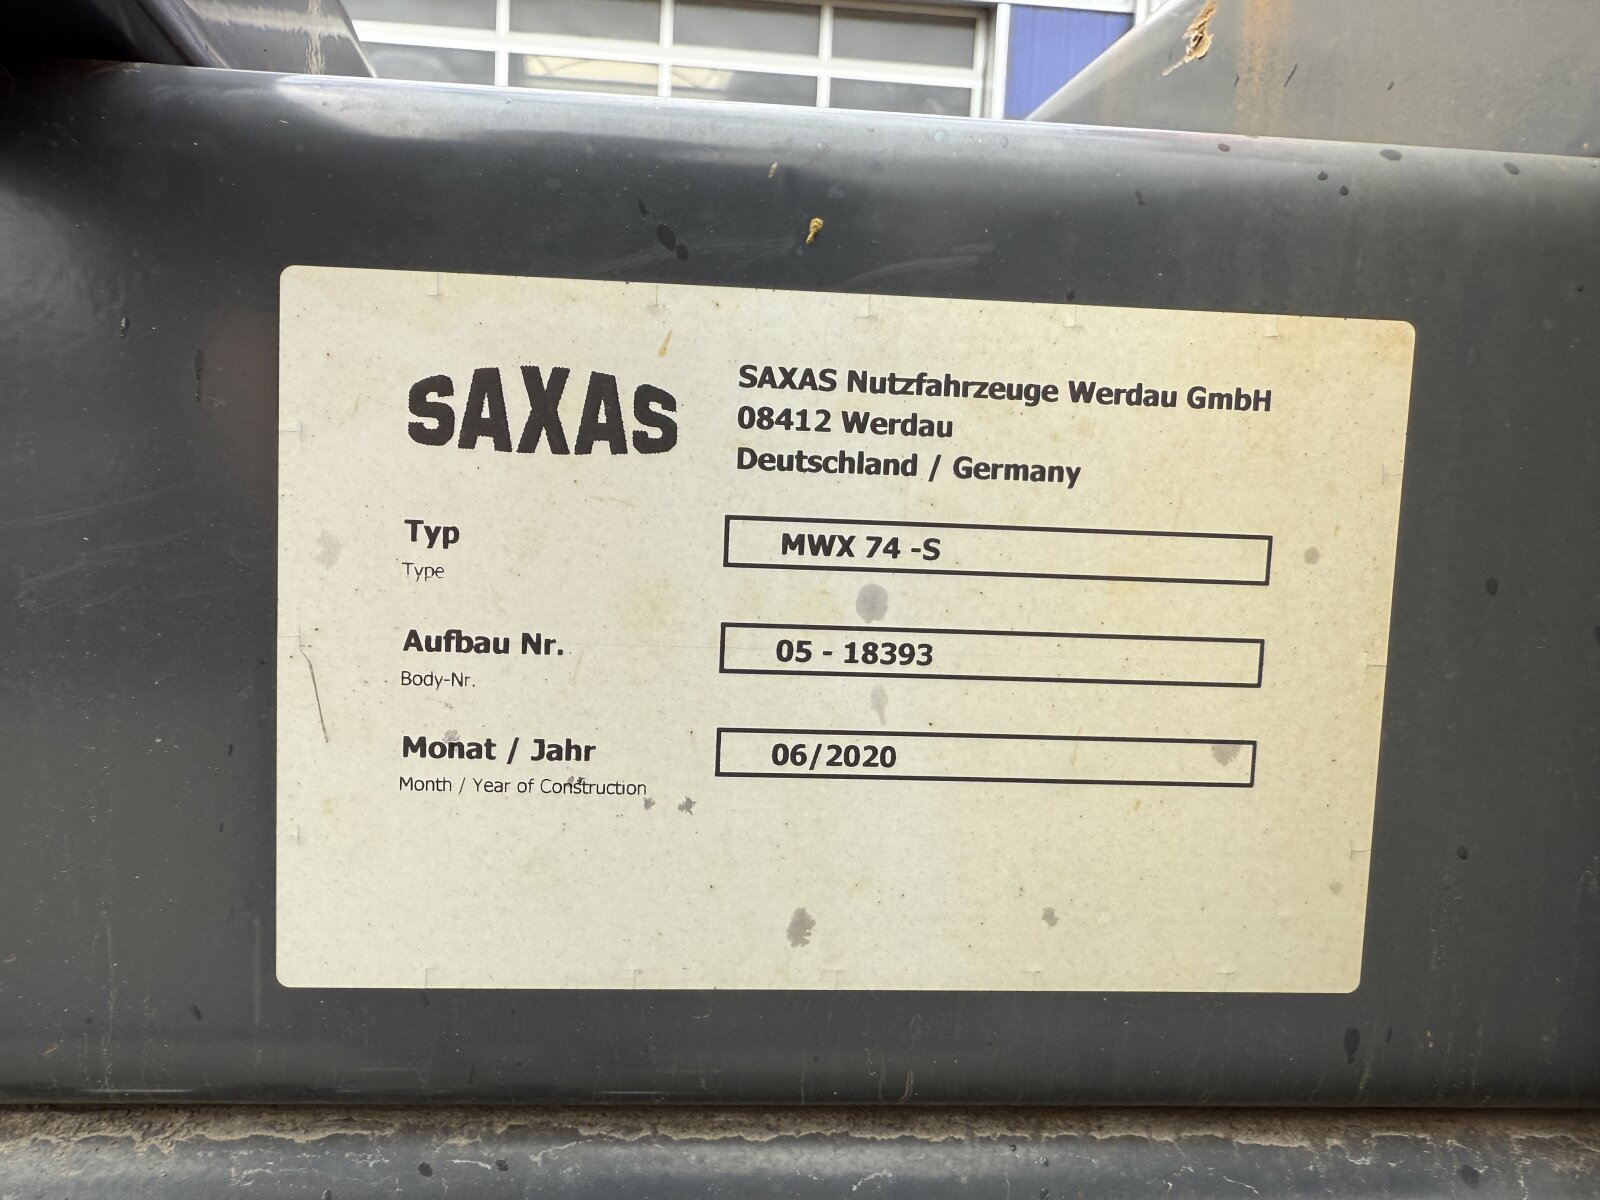 SAXAS
SAXAS Nutzfahrzeuge Werdau GmbH
08412 Werdau
Deutschland / Germany
Typ
Type
MWX 74 -S
Aufbau Nr.
Body-Nr.
05 - 18393
Monat / Jahr
Month / Year of Construction
06/2020